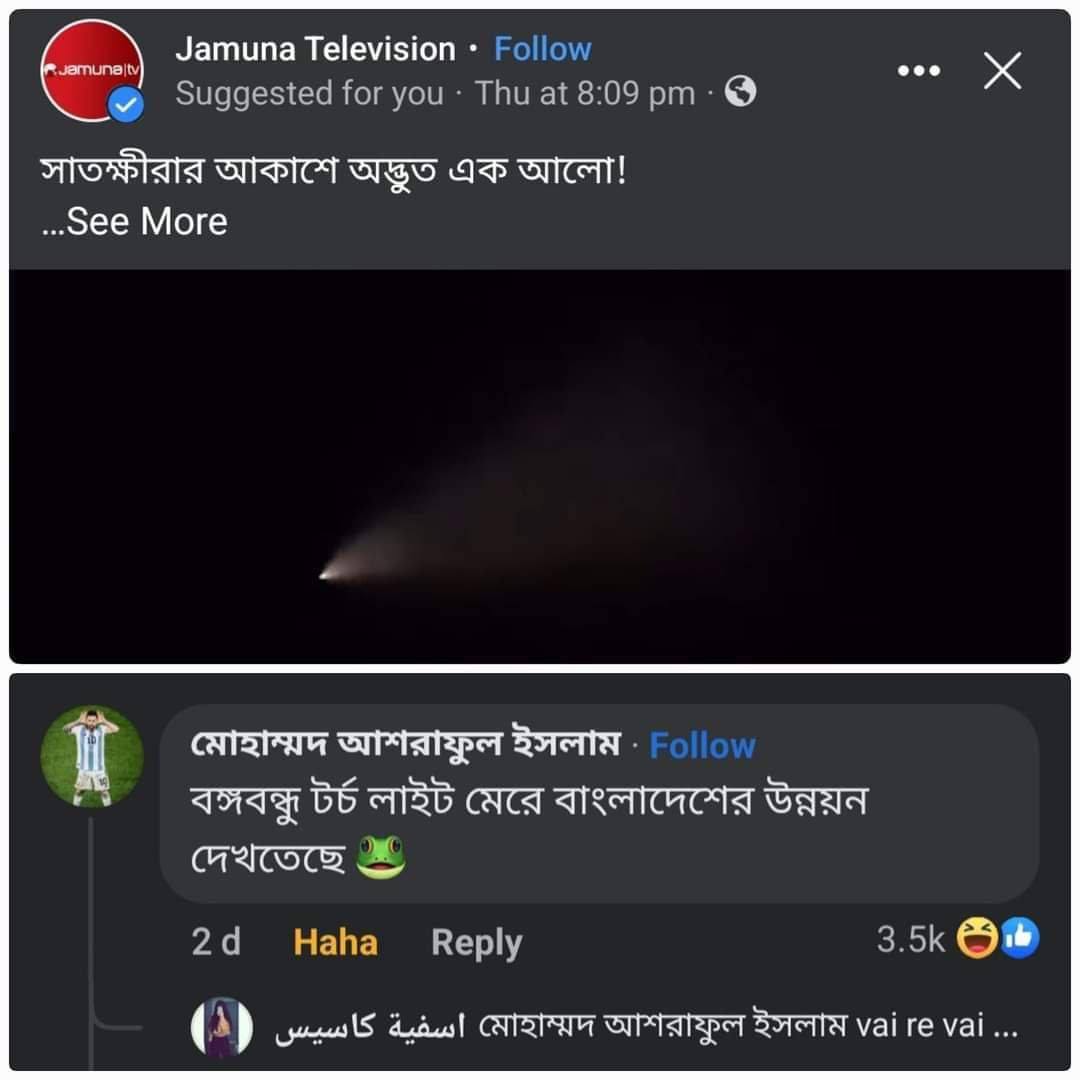 Jamuna Television · Follow
Jamuna|tv
Suggested for you · Thu at 8:09 pm ·
সাতক্ষীরার আকাশে অদ্ভুত এক আলো!
...See More
মোহাম্মদ আশরাফুল ইসলাম · Follow
বঙ্গবন্ধু টর্চ লাইট মেরে বাংলাদেশের উন্নয়ন
দেখতেছে 🐸
2 d Haha Reply 3.5k
اسفية كاسيس মোহাম্মদ আশরাফুল ইসলাম vai re vai ...